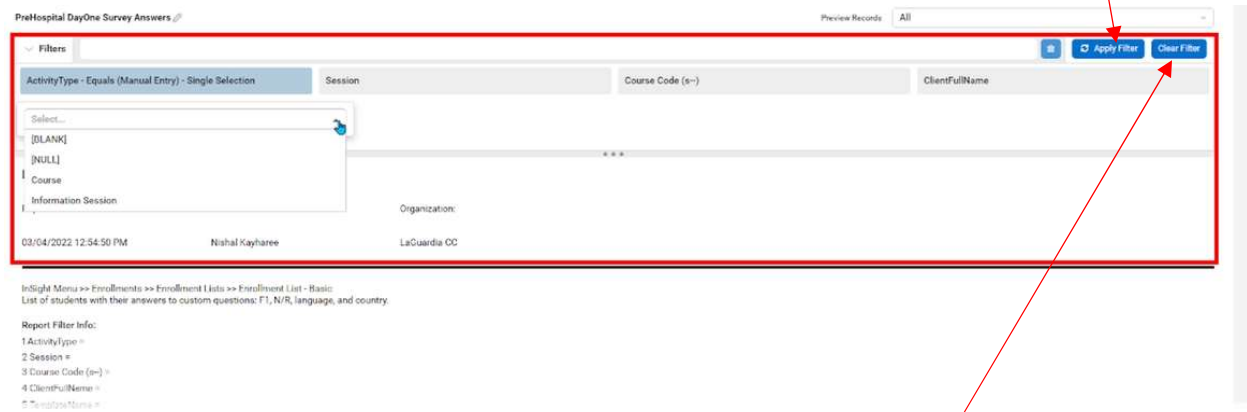 PreHospital DayOne Survey Answers
Preview Records All
Filters
Apply Filter Clear Filter
ActivityType - Equals (Manual Entry) - Single Selection Session Course Code (s~) ClientFullName
Select...
[BLANK]
[NULL]
Course
Information Session
Organization:
03/04/2022 12:54:50 PM Nishal Kayharee LaGuardia CC
InSight Menu >> Enrollments >> Enrollment Lists >> Enrollment List - Basic
List of students with their answers to custom questions: F1, N/R, language, and country.
Report Filter Info:
1 ActivityType =
2 Session =
3 Course Code (s~) =
4 ClientFullName =
5 TemplateName =